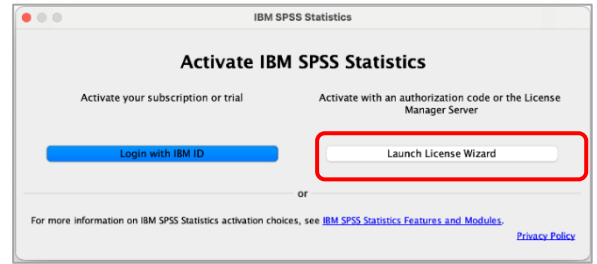 IBM SPSS Statistics
Activate IBM SPSS Statistics
Activate your subscription or trial
Activate with an authorization code or the License
Manager Server
Login with IBM ID
Launch License Wizard
or
For more information on IBM SPSS Statistics activation choices, see IBM SPSS Statistics Features and Modules.
Privacy Policy